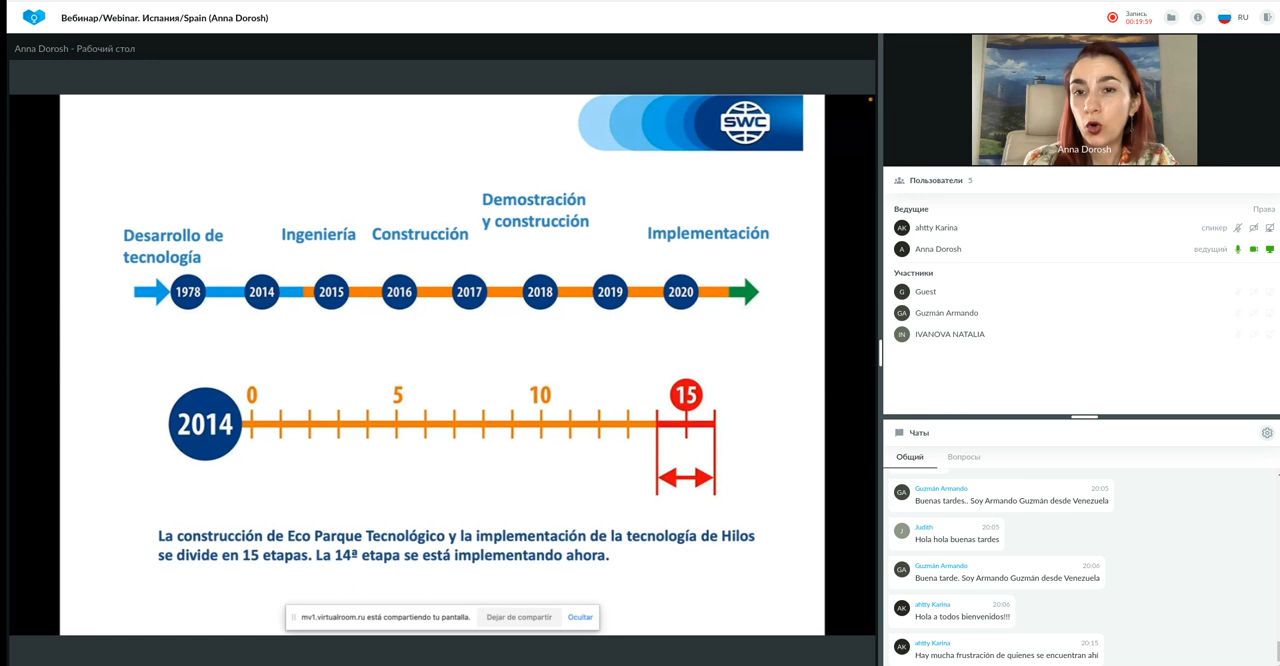 Вебинар/Webinar. Испания/Spain (Anna Dorosh)
Запись
00:19:59
RU
Anna Dorosh - Рабочий стол
SWC
Desarrollo de
tecnología
Ingeniería
Construcción
Demostración
y construcción
Implementación
1978
2014
2015
2016
2017
2018
2019
2020
2014
0
5
10
15
La construcción de Eco Parque Tecnológico y la implementación de la tecnología de Hilos
se divide en 15 etapas. La 14ª etapa se está implementando ahora.
mv1.virtualroom.ru está compartiendo tu pantalla.
Dejar de compartir
Ocultar
Anna Dorosh
Пользователи 5
Ведущие
Права
AK ahtty Karina
спикер
A Anna Dorosh
ведущий
Участники
G Guest
GA Guzmán Armando
IN IVANOVA NATALIA
Чаты
Общий
Вопросы
GA Guzmán Armando 20:05
Buenas tardes.. Soy Armando Guzmán desde Venezuela
J Judith 20:05
Hola hola buenas tardes
GA Guzmán Armando 20:06
Buena tarde. Soy Armando Guzmán desde Venezuela
AK ahtty Karina 20:06
Hola a todos bienvenidos!!!
AK ahtty Karina 20:15
Hay mucha frustración de quienes se encuentran ahí